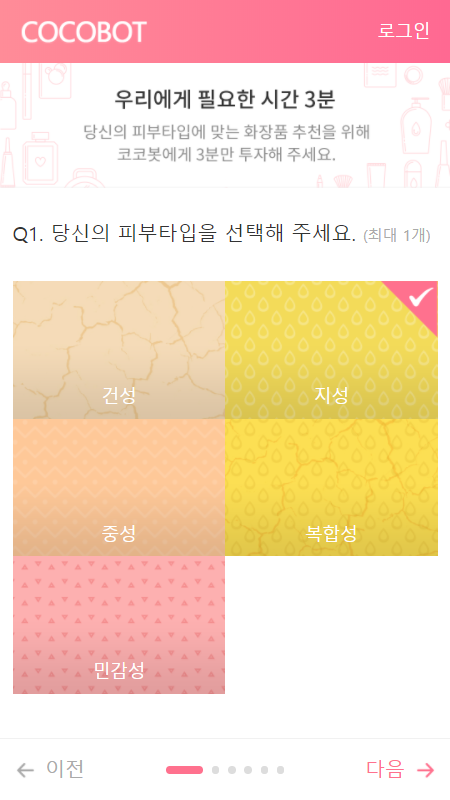 COCOBOT
로그인
우리에게 필요한 시간 3분
당신의 피부타입에 맞는 화장품 추천을 위해
코코봇에게 3분만 투자해 주세요.
Q1. 당신의 피부타입을 선택해 주세요. (최대 1개)
건성
지성
중성
복합성
민감성
이전
다음